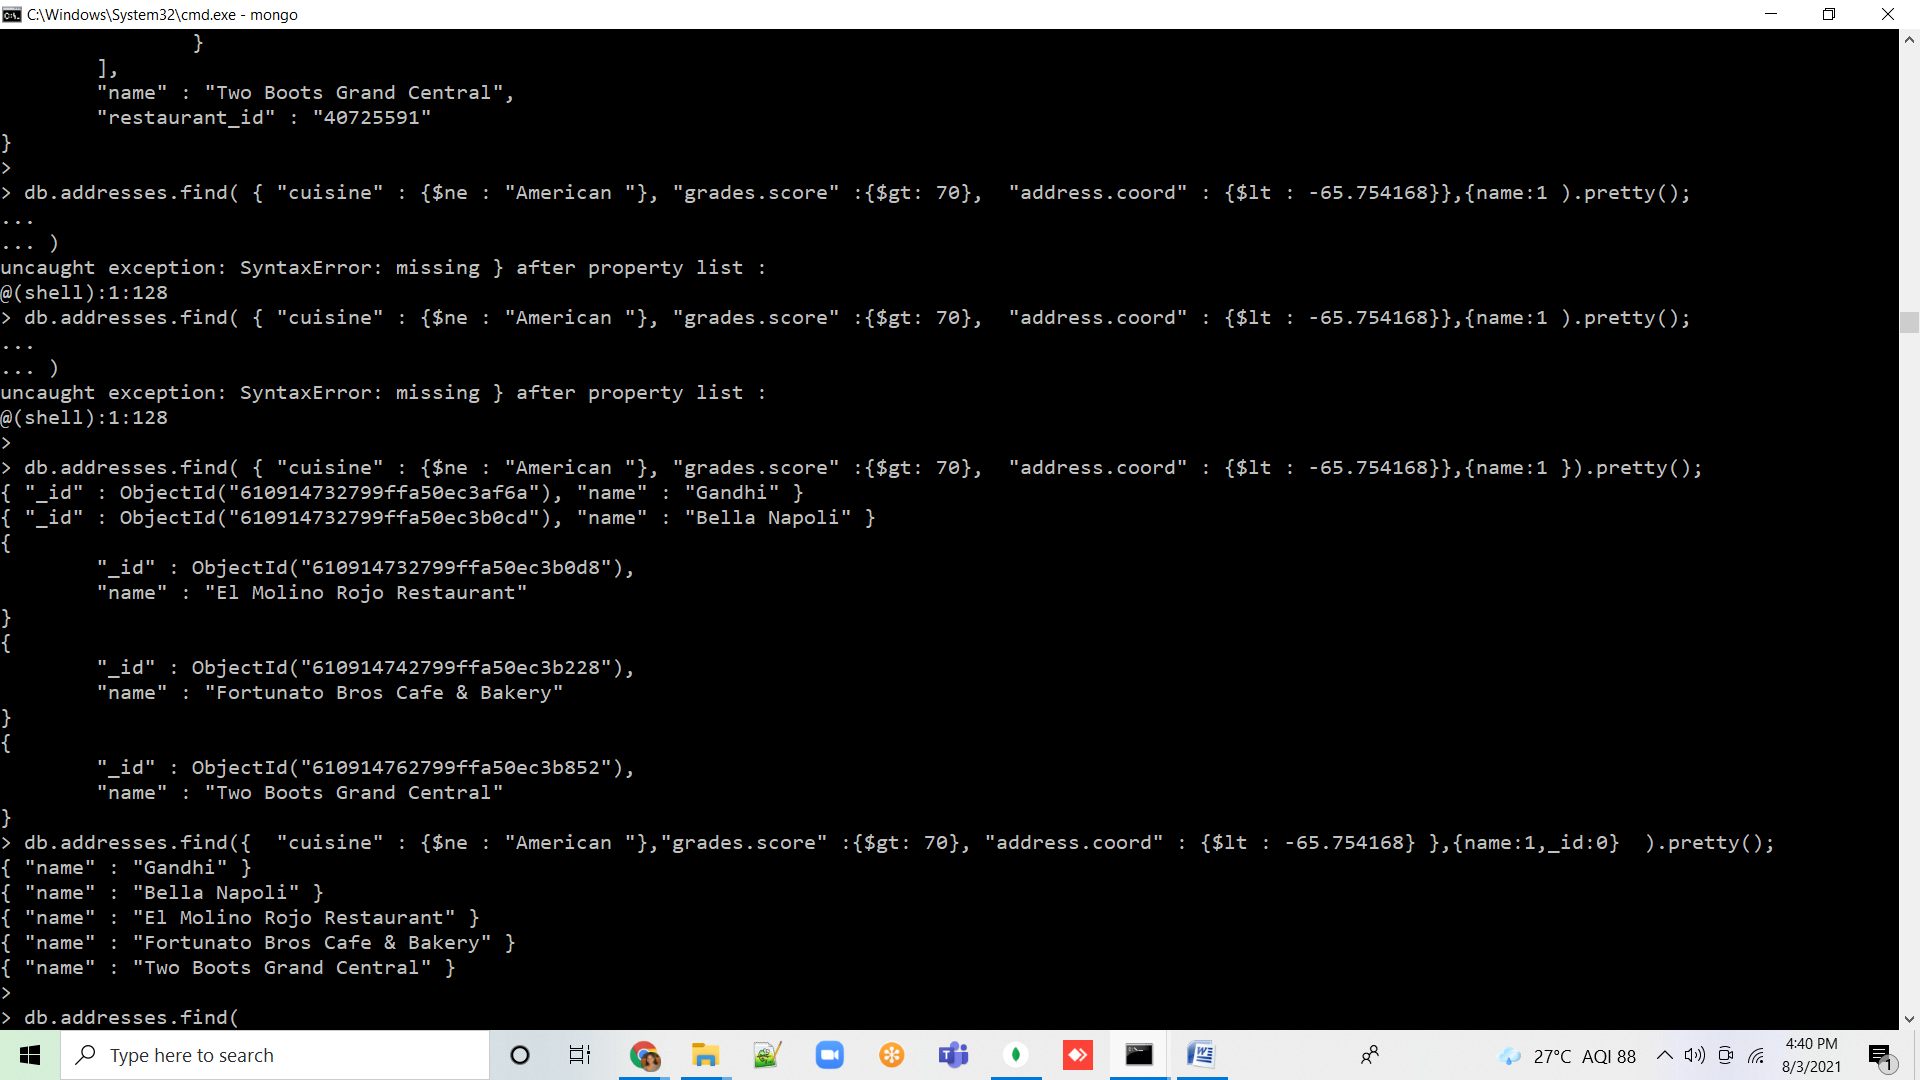 C:\Windows\System32\cmd.exe - mongo
}
],
"name" : "Two Boots Grand Central",
"restaurant_id" : "40725591"
}
>
> db.addresses.find( { "cuisine" : {$ne : "American "}, "grades.score" :{$gt: 70},  "address.coord" : {$lt : -65.754168}},{name:1 ).pretty();
...
... )
uncaught exception: SyntaxError: missing } after property list :
@(shell):1:128
> db.addresses.find( { "cuisine" : {$ne : "American "}, "grades.score" :{$gt: 70},  "address.coord" : {$lt : -65.754168}},{name:1 ).pretty();
...
... )
uncaught exception: SyntaxError: missing } after property list :
@(shell):1:128
>
> db.addresses.find( { "cuisine" : {$ne : "American "}, "grades.score" :{$gt: 70},  "address.coord" : {$lt : -65.754168}},{name:1 }).pretty();
{ "_id" : ObjectId("610914732799ffa50ec3af6a"), "name" : "Gandhi" }
{ "_id" : ObjectId("610914732799ffa50ec3b0cd"), "name" : "Bella Napoli" }
{
"_id" : ObjectId("610914732799ffa50ec3b0d8"),
"name" : "El Molino Rojo Restaurant"
}
{
"_id" : ObjectId("610914742799ffa50ec3b228"),
"name" : "Fortunato Bros Cafe & Bakery"
}
{
"_id" : ObjectId("610914762799ffa50ec3b852"),
"name" : "Two Boots Grand Central"
}
> db.addresses.find({  "cuisine" : {$ne : "American "},"grades.score" :{$gt: 70}, "address.coord" : {$lt : -65.754168} },{name:1,_id:0}  ).pretty();
{ "name" : "Gandhi" }
{ "name" : "Bella Napoli" }
{ "name" : "El Molino Rojo Restaurant" }
{ "name" : "Fortunato Bros Cafe & Bakery" }
{ "name" : "Two Boots Grand Central" }
>
> db.addresses.find(
Type here to search
27°C AQI 88
4:40 PM
8/3/2021
1